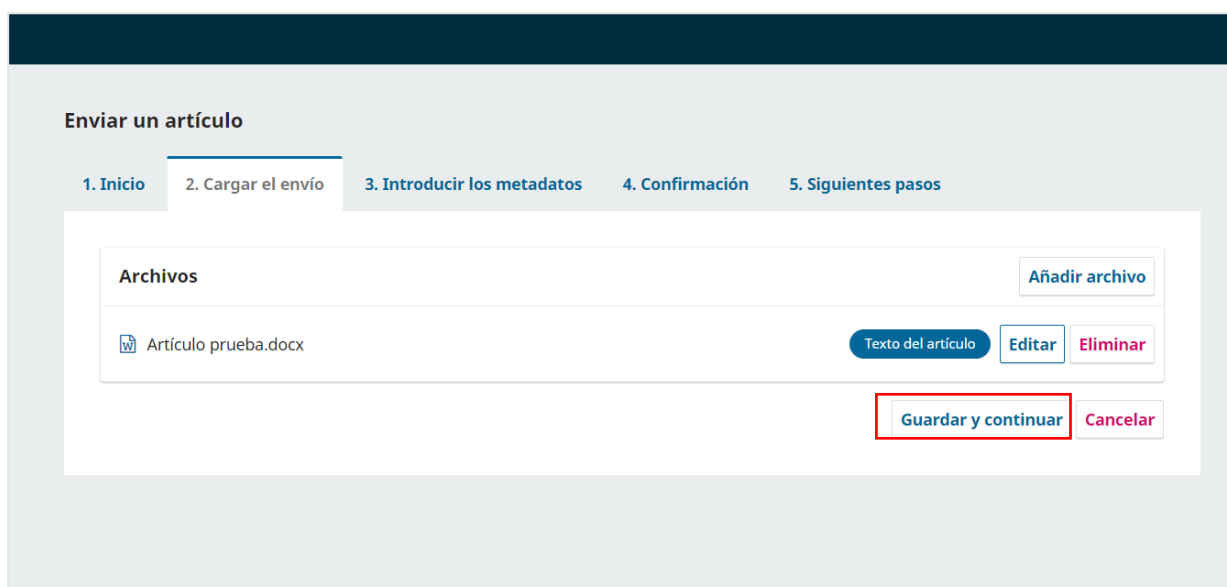 Enviar un artículo
1. Inicio 2. Cargar el envío 3. Introducir los metadatos 4. Confirmación 5. Siguientes pasos
Archivos Añadir archivo
Artículo prueba.docx Texto del artículo Editar Eliminar
Guardar y continuar Cancelar